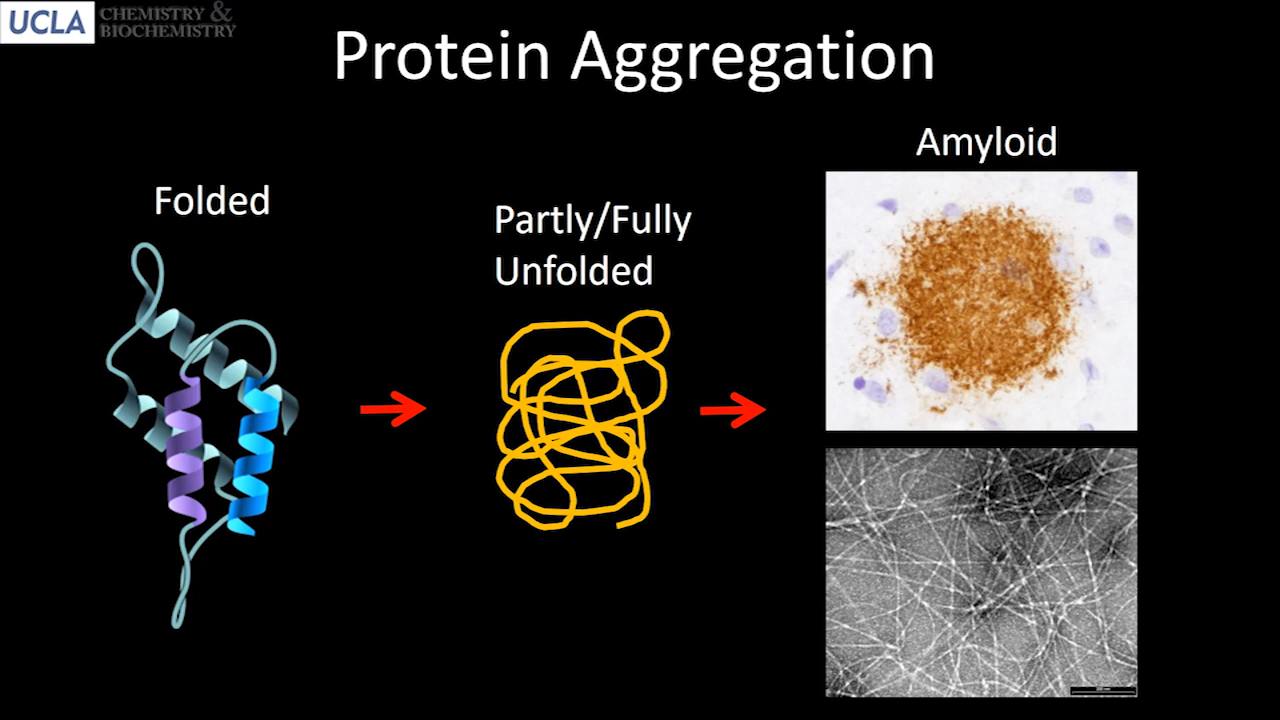 UCLA CHEMISTRY &
BIOCHEMISTRY
Protein Aggregation
Folded
Partly/Fully
Unfolded
Amyloid